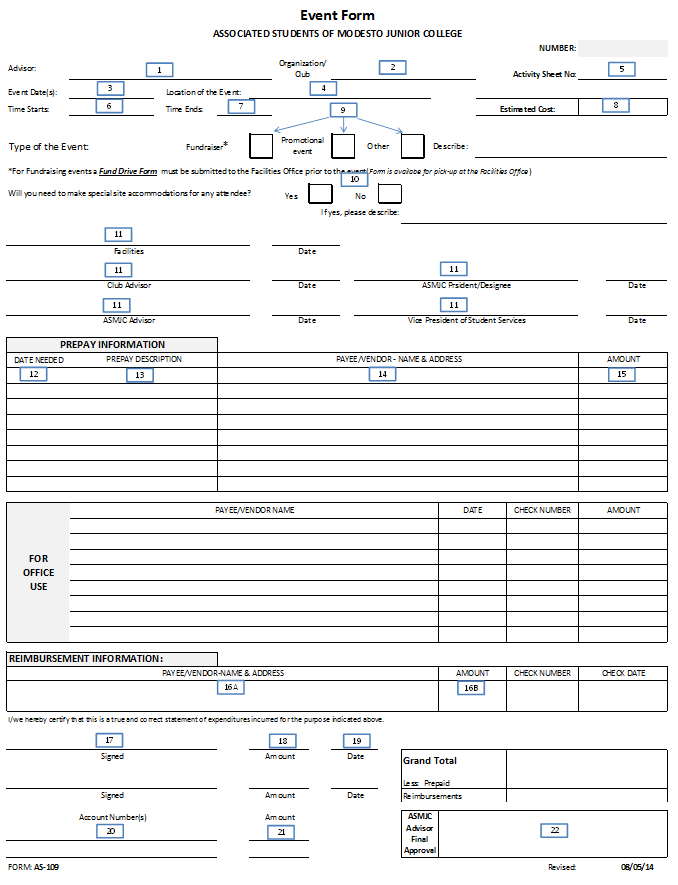 Event Form
ASSOCIATED STUDENTS OF MODESTO JUNIOR COLLEGE
NUMBER:
Advisor: 1 Organization/ Club 2 Activity Sheet No: 5
Event Date(s): 3 Location of the Event: 4
Time Starts: 6 Time Ends: 7 9 Estimated Cost: 8
Type of the Event: Fundraiser* Promotional event Other Describe:
*For Fundraising events a Fund Drive Form must be submitted to the Facilities Office prior to the event( Form is available for pick-up at the Facilities Office )
10
Will you need to make special site accommodations for any attendee? Yes No
If yes, please describe:
11
Facilities Date
11 11
Club Advisor Date ASMJC Prsident/Designee Date
11 11
ASMJC Advisor Date Vice President of Student Services Date
PREPAY INFORMATION
DATE NEEDED PREPAY DESCRIPTION PAYEE/VENDOR - NAME & ADDRESS AMOUNT
12 13 14 15
PAYEE/VENDOR NAME DATE CHECK NUMBER AMOUNT
FOR
OFFICE
USE
REIMBURSEMENT INFORMATION:
PAYEE/VENDOR-NAME & ADDRESS AMOUNT CHECK NUMBER CHECK DATE
16A 16B
I/we hereby certify that this is a true and correct statement of expenditures incurred for the purpose indicated above.
17 18 19
Signed Amount Date Grand Total
Less: Prepaid
Signed Amount Date Reimbursements
Account Number(s) Amount ASMJC
20 21 Advisor 22
Final
Approval
FORM: AS-109 Revised: 08/05/14